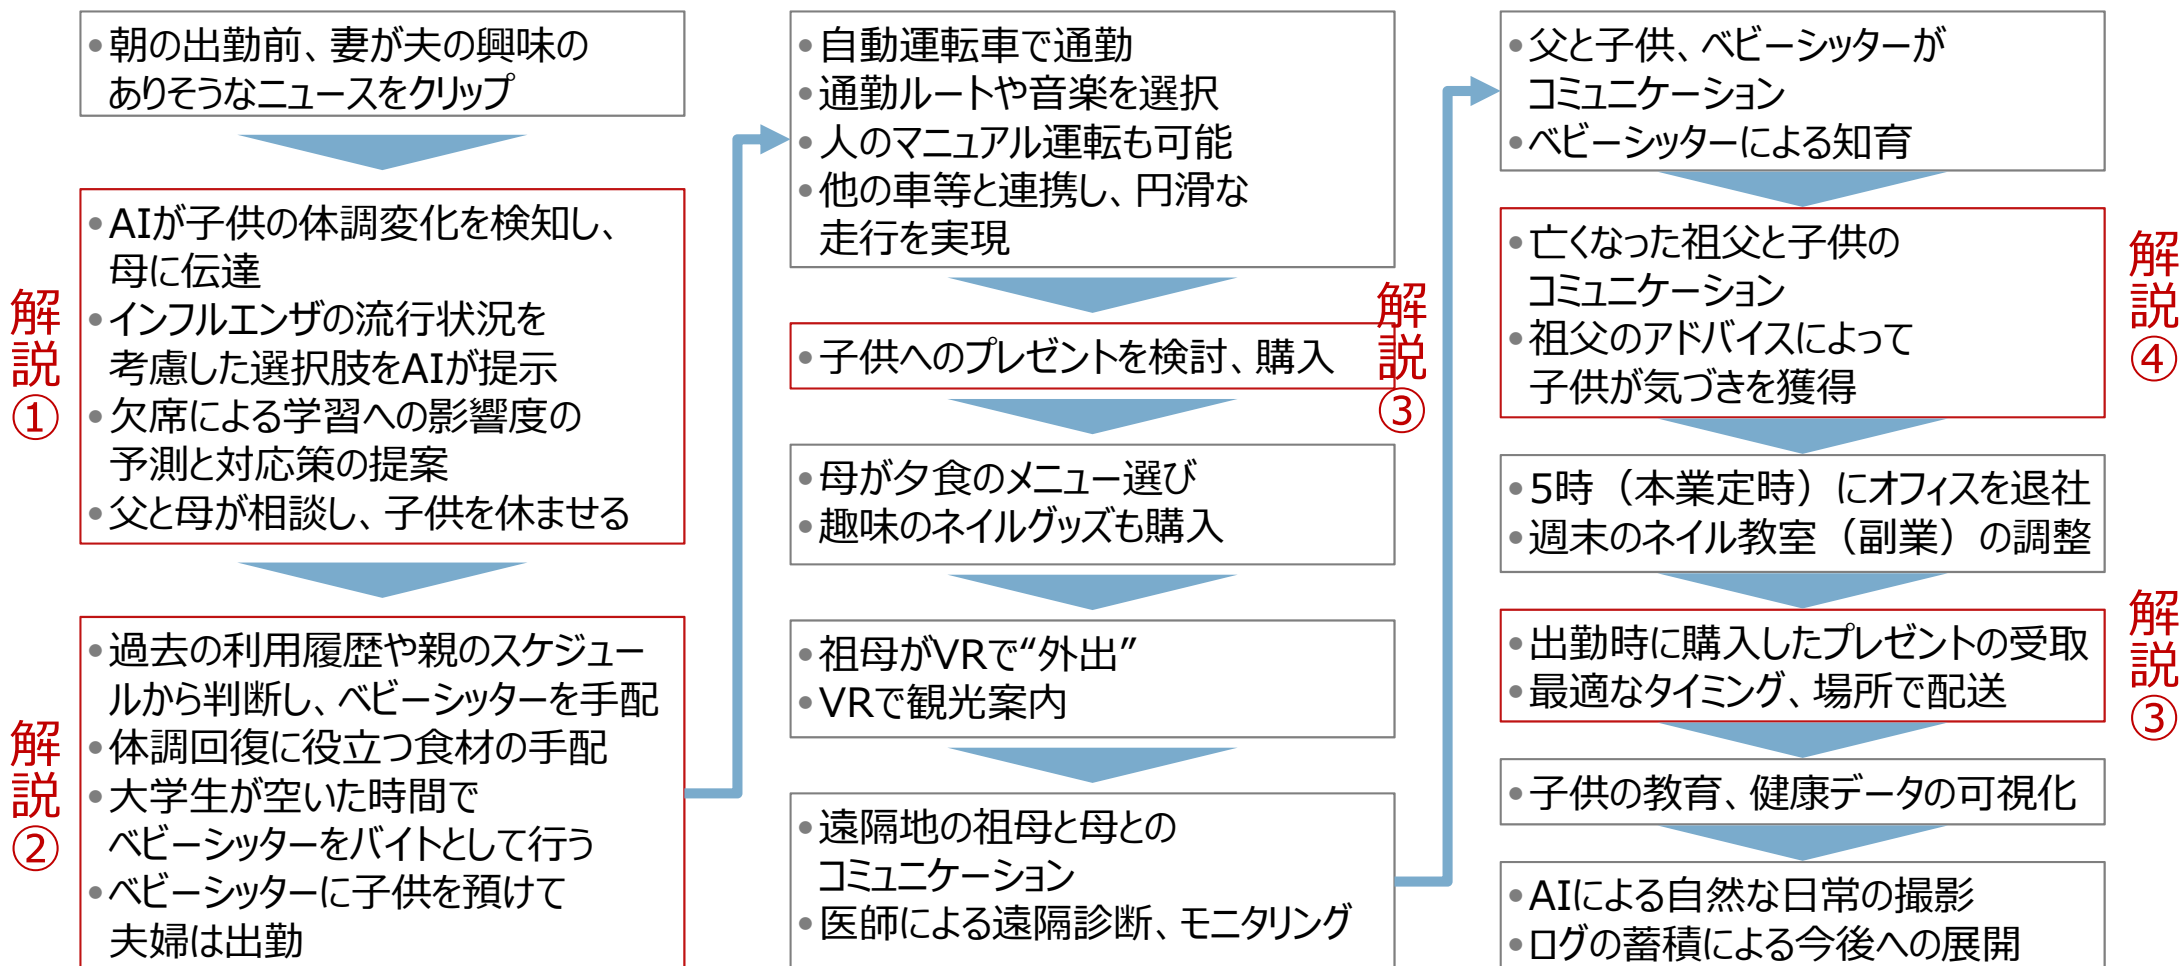 •朝の出勤前、妻が夫の興味の
ありそうなニュースをクリップ
解説①
•AIが子供の体調変化を検知し、
母に伝達
•インフルエンザの流行状況を
考慮した選択肢をAIが提示
•欠席による学習への影響度の
予測と対応策の提案
•父と母が相談し、子供を休ませる
解説②
•過去の利用履歴や親のスケジュー
ルから判断し、ベビーシッターを手配
•体調回復に役立つ食材の手配
•大学生が空いた時間で
ベビーシッターをバイトとして行う
•ベビーシッターに子供を預けて
夫婦は出勤
•自動運転車で通勤
•通勤ルートや音楽を選択
•人のマニュアル運転も可能
•他の車等と連携し、円滑な
走行を実現
•子供へのプレゼントを検討、購入
解説③
•母が夕食のメニュー選び
•趣味のネイルグッズも購入
•祖母がVRで“外出”
•VRで観光案内
•遠隔地の祖母と母との
コミュニケーション
•医師による遠隔診断、モニタリング
•父と子供、ベビーシッターが
コミュニケーション
•ベビーシッターによる知育
•亡くなった祖父と子供の
コミュニケーション
•祖父のアドバイスによって
子供が気づきを獲得
解説④
•5時（本業定時）にオフィスを退社
•週末のネイル教室（副業）の調整
•出勤時に購入したプレゼントの受取
•最適なタイミング、場所で配送
解説③
•子供の教育、健康データの可視化
•AIによる自然な日常の撮影
•ログの蓄積による今後への展開